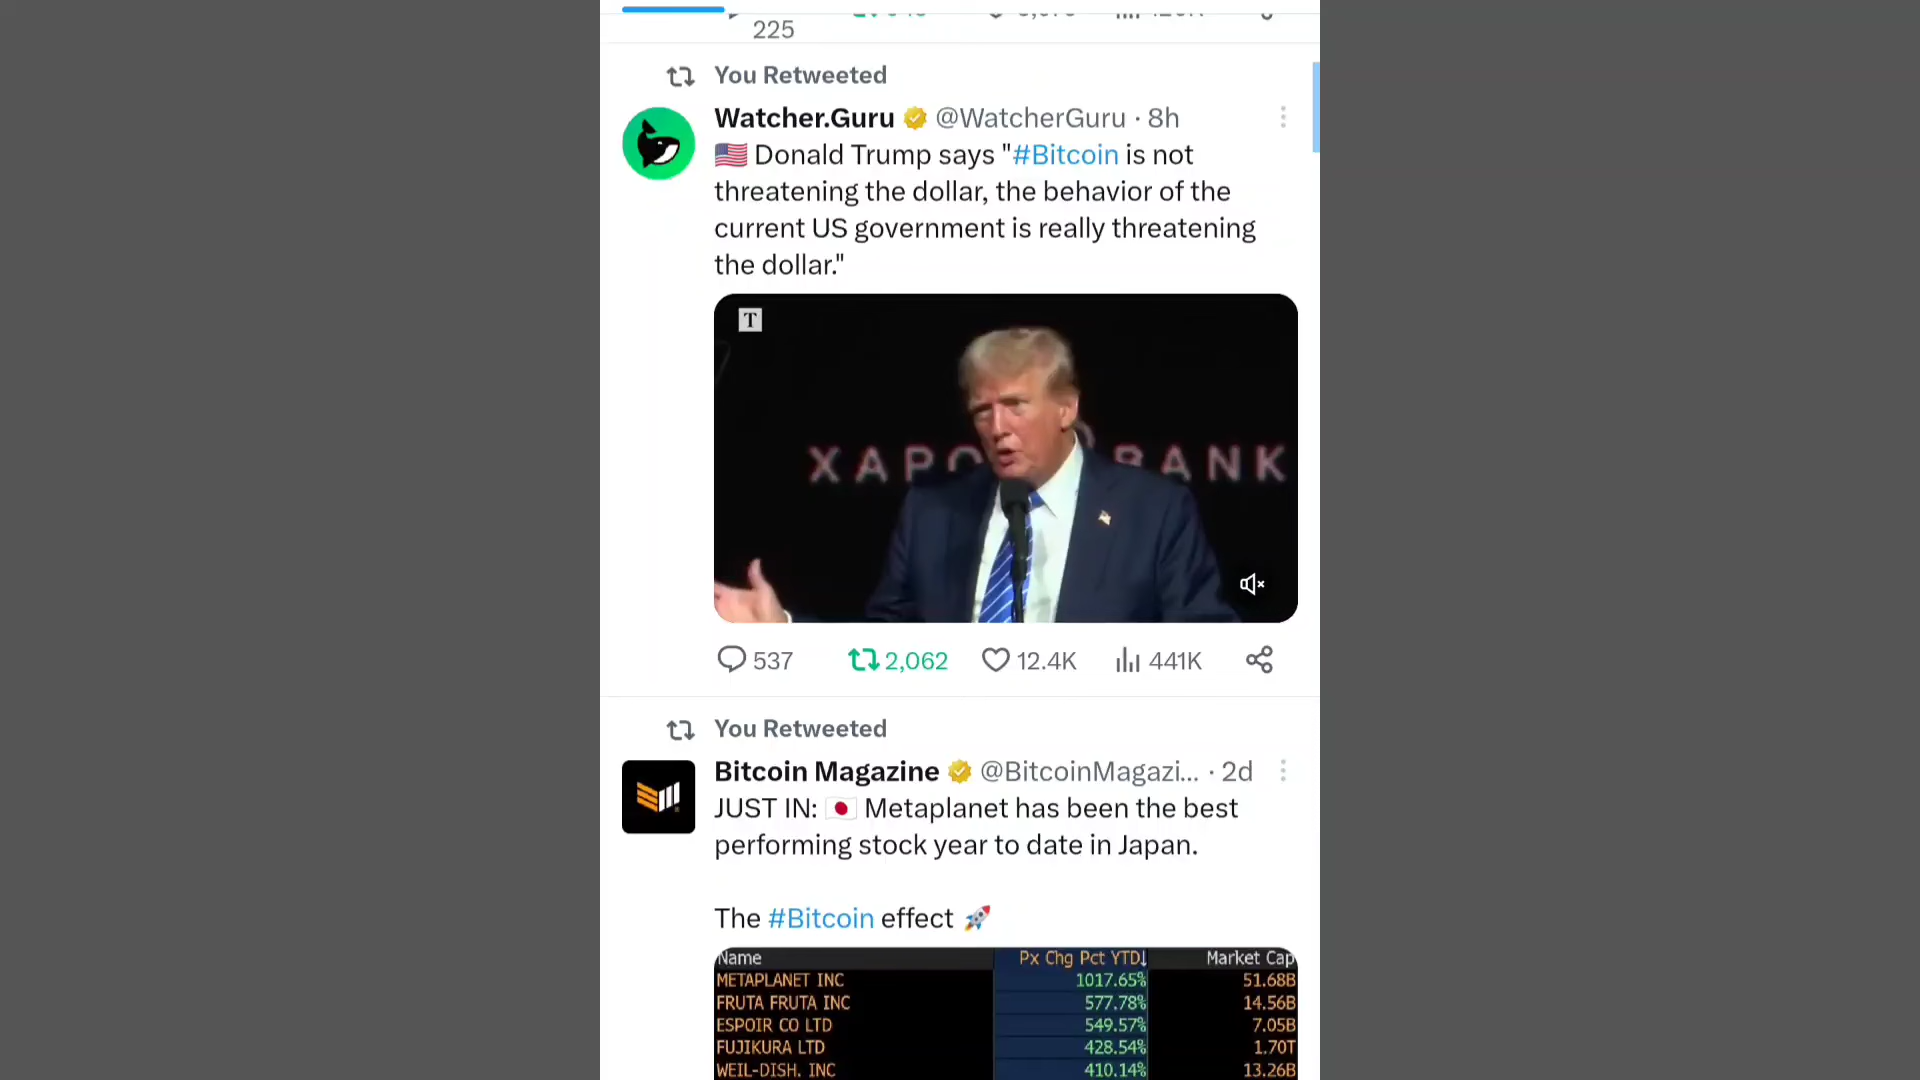 225
You Retweeted
Watcher.Guru @WatcherGuru · 8h
🇺🇸 Donald Trump says "#Bitcoin is not
threatening the dollar, the behavior of the
current US government is really threatening
the dollar."
T
XAPO BANK
537 2,062 12.4K 441K
You Retweeted
Bitcoin Magazine @BitcoinMagazi... · 2d
JUST IN: 🇯🇵 Metaplanet has been the best
performing stock year to date in Japan.
The #Bitcoin effect 🚀
Name Px Chg Pct YTD↓ Market Cap
METAPLANET INC 1017.65% 51.68B
FRUTA FRUTA INC 577.78% 14.56B
ESPOIR CO LTD 549.57% 7.05B
FUJIKURA LTD 428.54% 1.70T
WEIL-DISH. INC 410.14% 13.26B